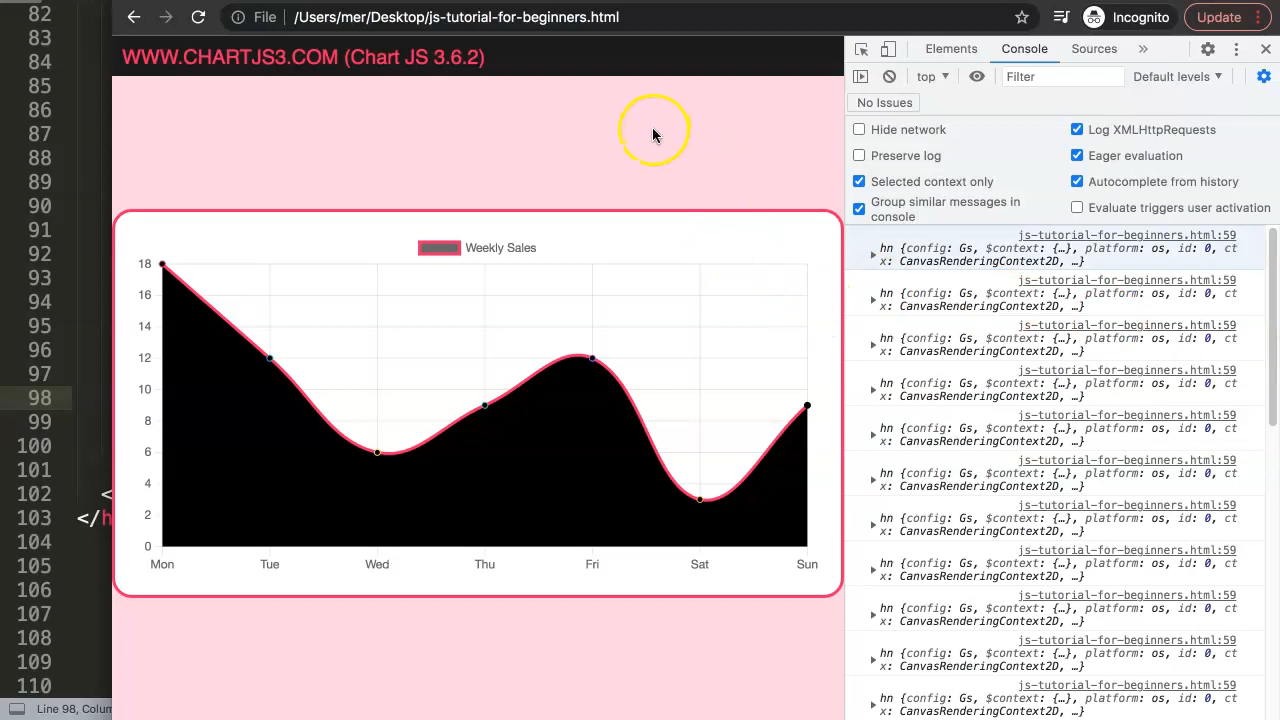 File
/Users/mer/Desktop/js-tutorial-for-beginners.html
Incognito
Update
WWW.CHARTJS3.COM (Chart JS 3.6.2)
Elements
Console
Sources
top
Filter
Default levels
No Issues
Hide network
Log XMLHttpRequests
Preserve log
Eager evaluation
Selected context only
Autocomplete from history
Group similar messages in
console
Evaluate triggers user activation
Weekly Sales
18
16
14
12
10
8
6
4
2
0
Mon
Tue
Wed
Thu
Fri
Sat
Sun
js-tutorial-for-beginners.html:59
hn {config: Gs, $context: {…}, platform: os, id: 0, ct
x: CanvasRenderingContext2D, …}
js-tutorial-for-beginners.html:59
hn {config: Gs, $context: {…}, platform: os, id: 0, ct
x: CanvasRenderingContext2D, …}
js-tutorial-for-beginners.html:59
hn {config: Gs, $context: {…}, platform: os, id: 0, ct
x: CanvasRenderingContext2D, …}
js-tutorial-for-beginners.html:59
hn {config: Gs, $context: {…}, platform: os, id: 0, ct
x: CanvasRenderingContext2D, …}
js-tutorial-for-beginners.html:59
hn {config: Gs, $context: {…}, platform: os, id: 0, ct
x: CanvasRenderingContext2D, …}
js-tutorial-for-beginners.html:59
hn {config: Gs, $context: {…}, platform: os, id: 0, ct
x: CanvasRenderingContext2D, …}
js-tutorial-for-beginners.html:59
hn {config: Gs, $context: {…}, platform: os, id: 0, ct
x: CanvasRenderingContext2D, …}
js-tutorial-for-beginners.html:59
hn {config: Gs, $context: {…}, platform: os, id: 0, ct
x: CanvasRenderingContext2D, …}
js-tutorial-for-beginners.html:59
hn {config: Gs, $context: {…}, platform: os, id: 0, ct
x: CanvasRenderingContext2D, …}
js-tutorial-for-beginners.html:59
hn {config: Gs, $context: {…}, platform: os, id: 0, ct
x: CanvasRenderingContext2D, …}
js-tutorial-for-beginners.html:59
hn {config: Gs, $context: {…}, platform: os, id: 0, ct
x: CanvasRenderingContext2D, …}
82
83
84
85
86
87
88
89
90
91
92
93
94
95
96
97
98
99
100
101
102 <
103 </h
104
105
106
107
108
109
110
Line 98, Colum